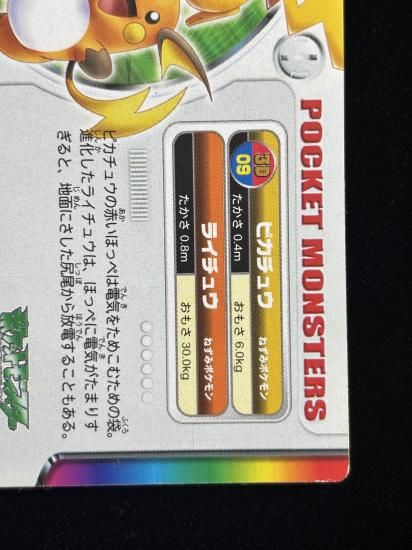 POCKET MONSTERS
3D
09
ピカチュウ ねずみポケモン
たかさ 0.4m おもさ 6.0kg
ライチュウ ねずみポケモン
たかさ 0.8m おもさ 30.0kg
ピカチュウの赤いほっぺは電気をためこむための袋。
進化したライチュウは、ほっぺに電気がたまりす
ぎると、地面にさした尻尾から放電することもある。